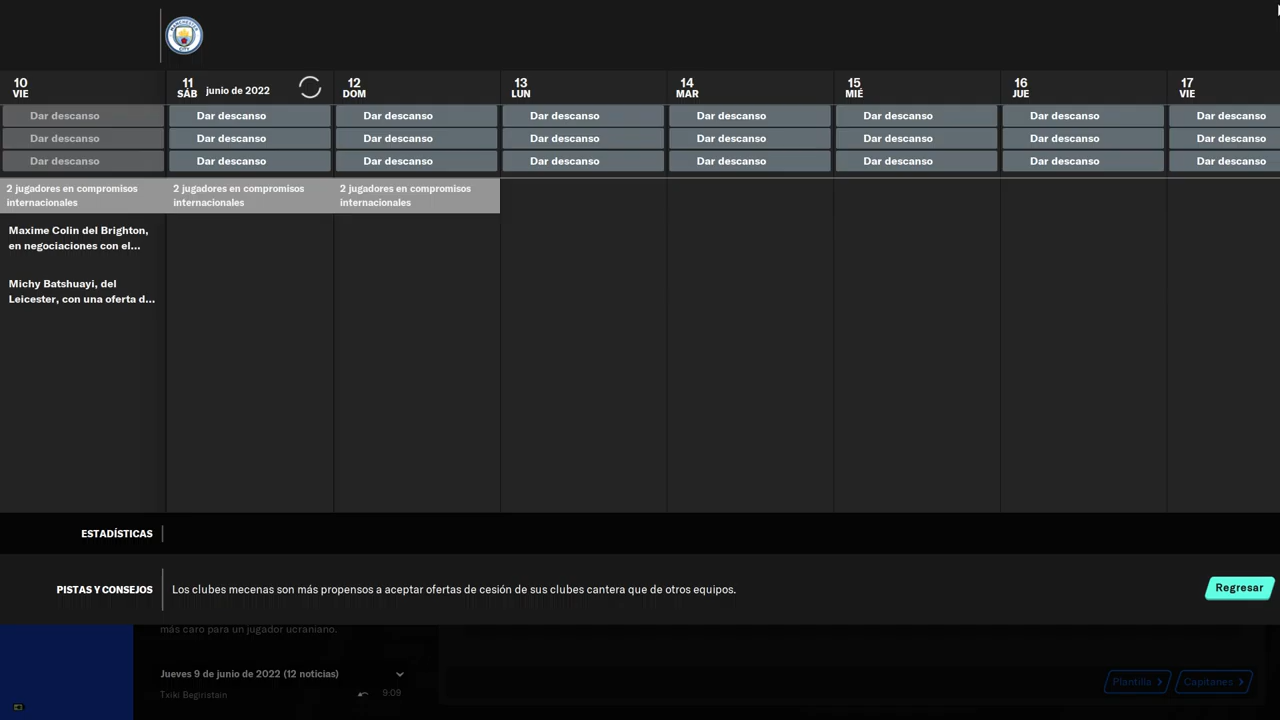 MANCHESTER
CITY
10
VIE
11
SÁB
junio de 2022
12
DOM
13
LUN
14
MAR
15
MIÉ
16
JUE
17
VIE
Dar descanso Dar descanso Dar descanso Dar descanso Dar descanso Dar descanso Dar descanso Dar descanso
Dar descanso Dar descanso Dar descanso Dar descanso Dar descanso Dar descanso Dar descanso Dar descanso
Dar descanso Dar descanso Dar descanso Dar descanso Dar descanso Dar descanso Dar descanso Dar descanso
2 jugadores en compromisos
internacionales
2 jugadores en compromisos
internacionales
2 jugadores en compromisos
internacionales
Maxime Colin del Brighton,
en negociaciones con el...
Michy Batshuayi, del
Leicester, con una oferta d...
ESTADÍSTICAS
PISTAS Y CONSEJOS
Los clubes mecenas son más propensos a aceptar ofertas de cesión de sus clubes cantera que de otros equipos.
Regresar
más caro para un jugador ucraniano.
Jueves 9 de junio de 2022 (12 noticias)
Txiki Begiristain
9:09
Plantilla
Capitanes